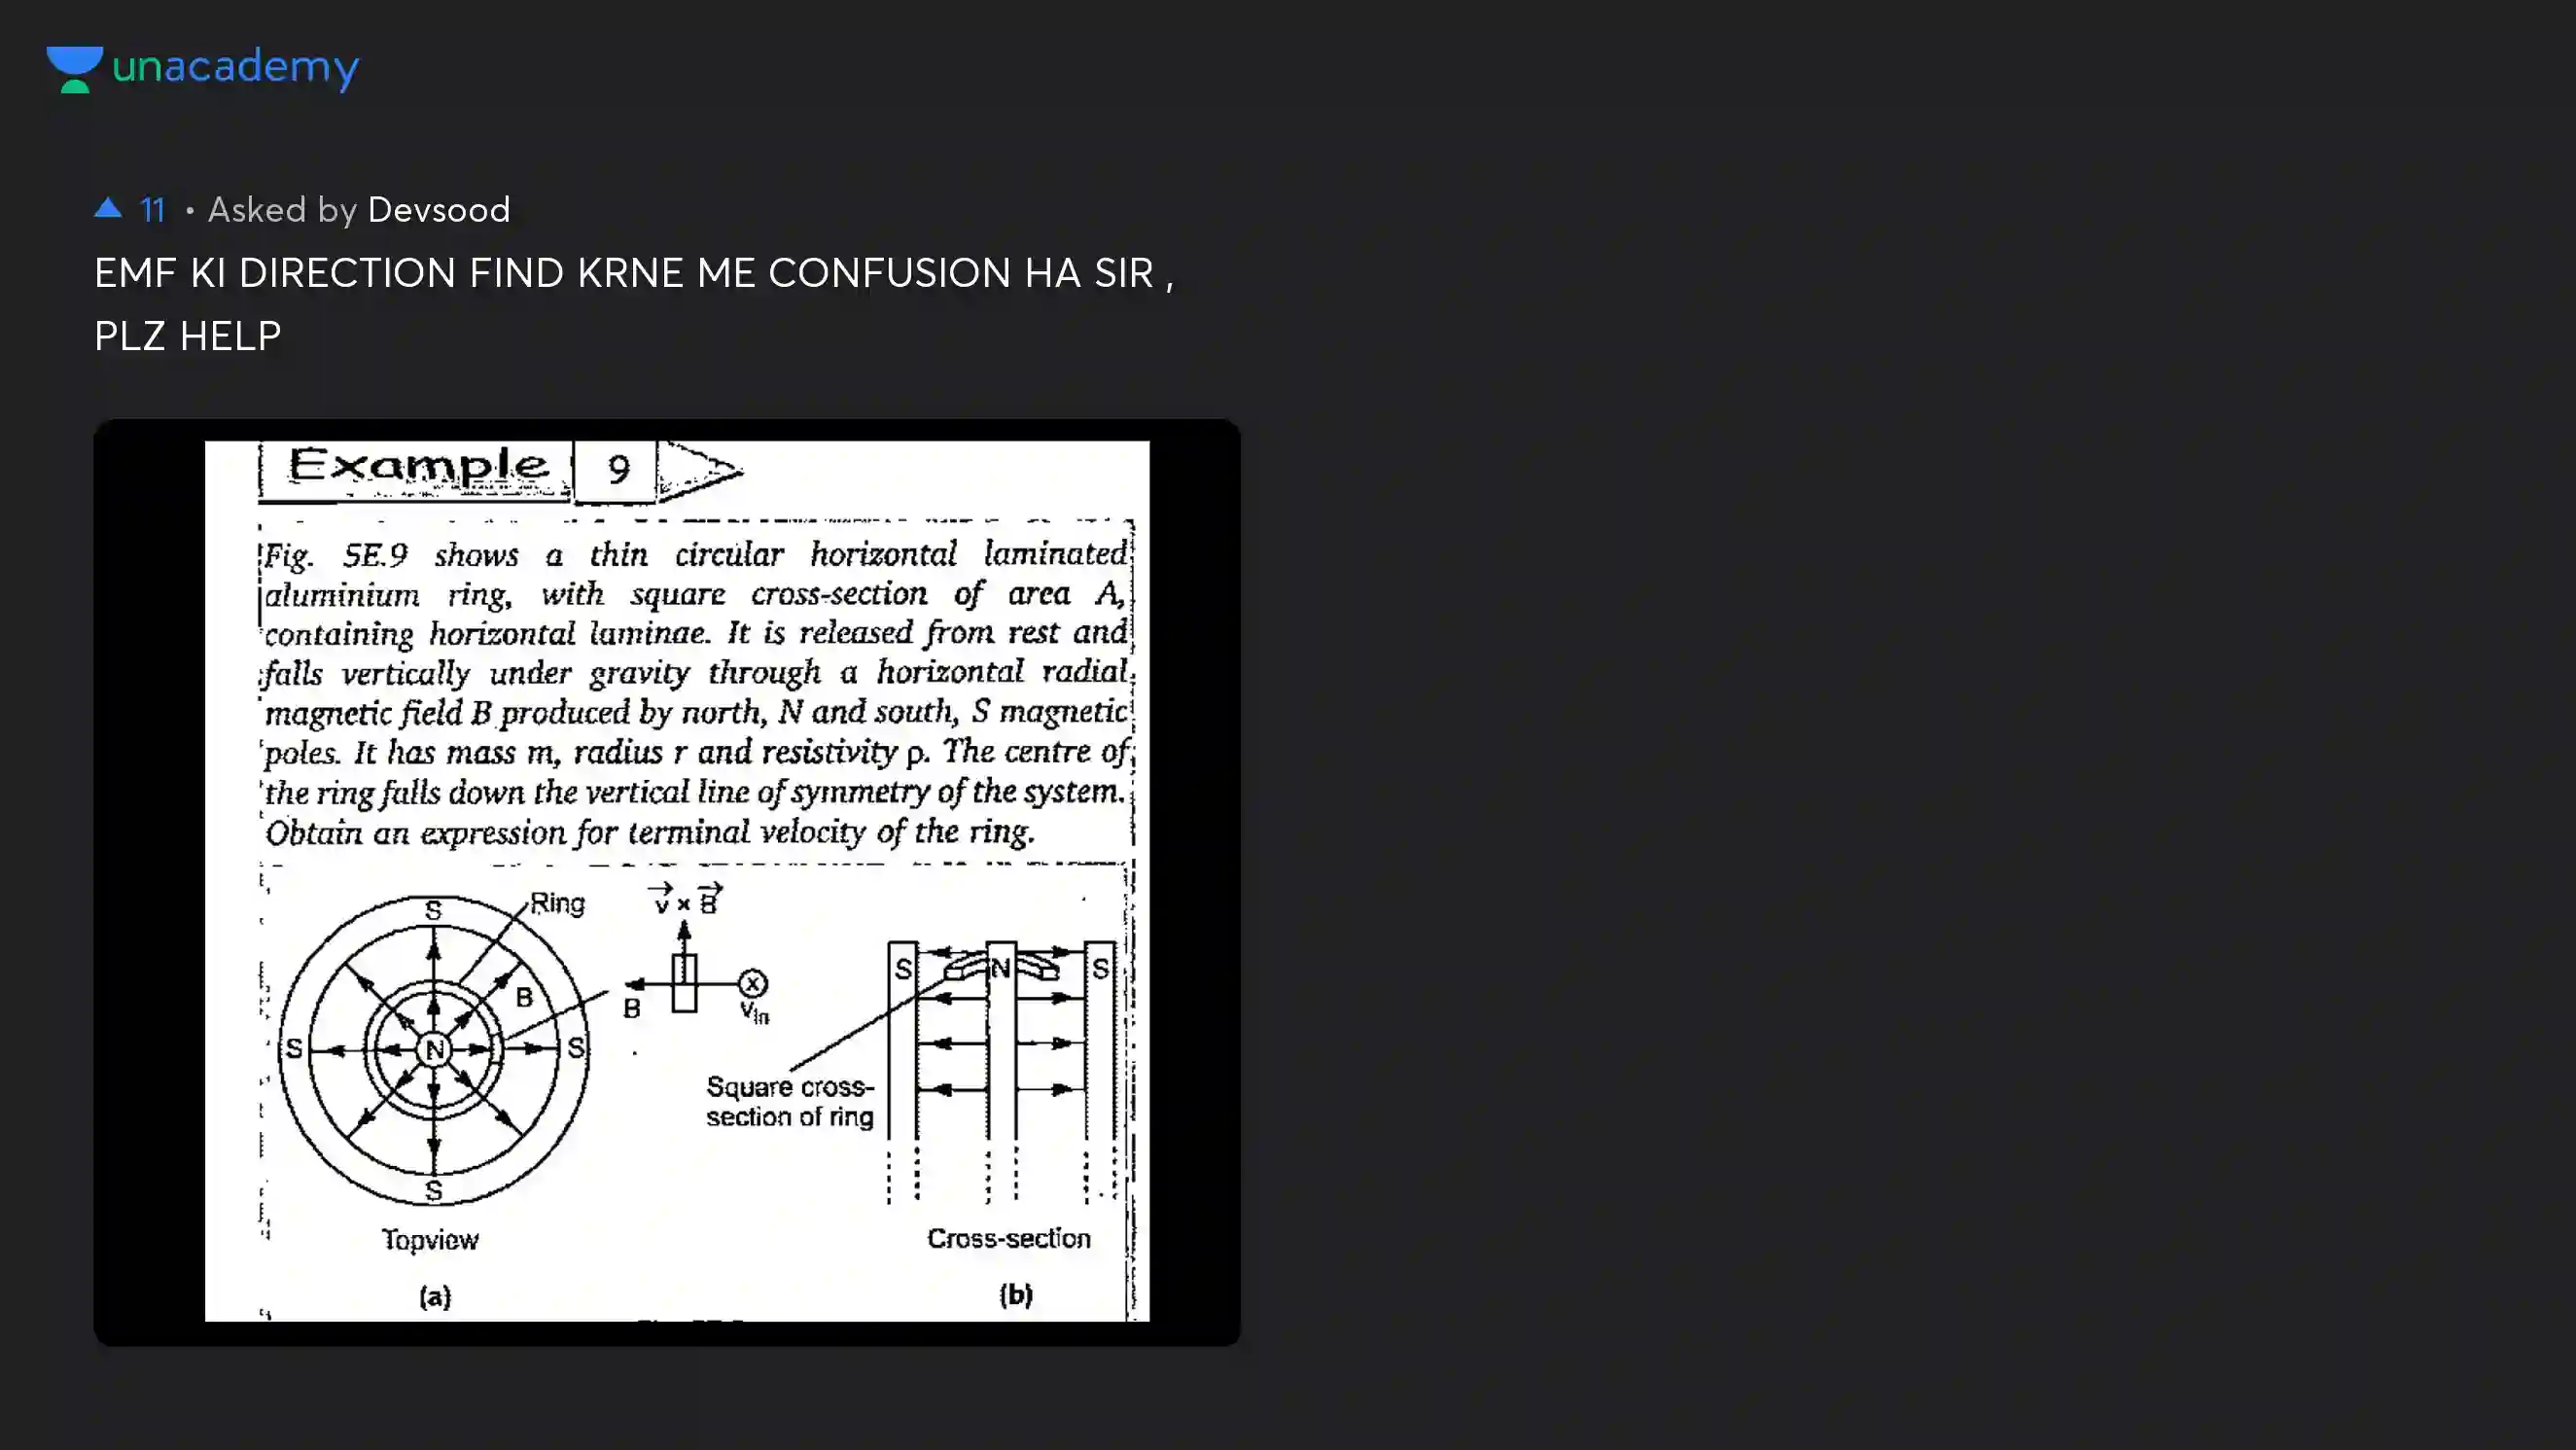 unacademy
11 • Asked by Devsood
EMF KI DIRECTION FIND KRNE ME CONFUSION HA SIR ,
PLZ HELP
Example 9
Fig. 5E.9 shows a thin circular horizontal laminated
aluminium ring, with square cross-section of area A,
containing horizontal laminae. It is released from rest and
falls vertically under gravity through a horizontal radial
magnetic field B produced by north, N and south, S magnetic
poles. It has mass m, radius r and resistivity ρ. The centre of
the ring falls down the vertical line of symmetry of the system.
Obtain an expression for terminal velocity of the ring.
S
Ring
v × B
B
B
Vin
S
N
S
S
S
N
S
Square cross-
section of ring
Topview
Cross-section
(a)
(b)